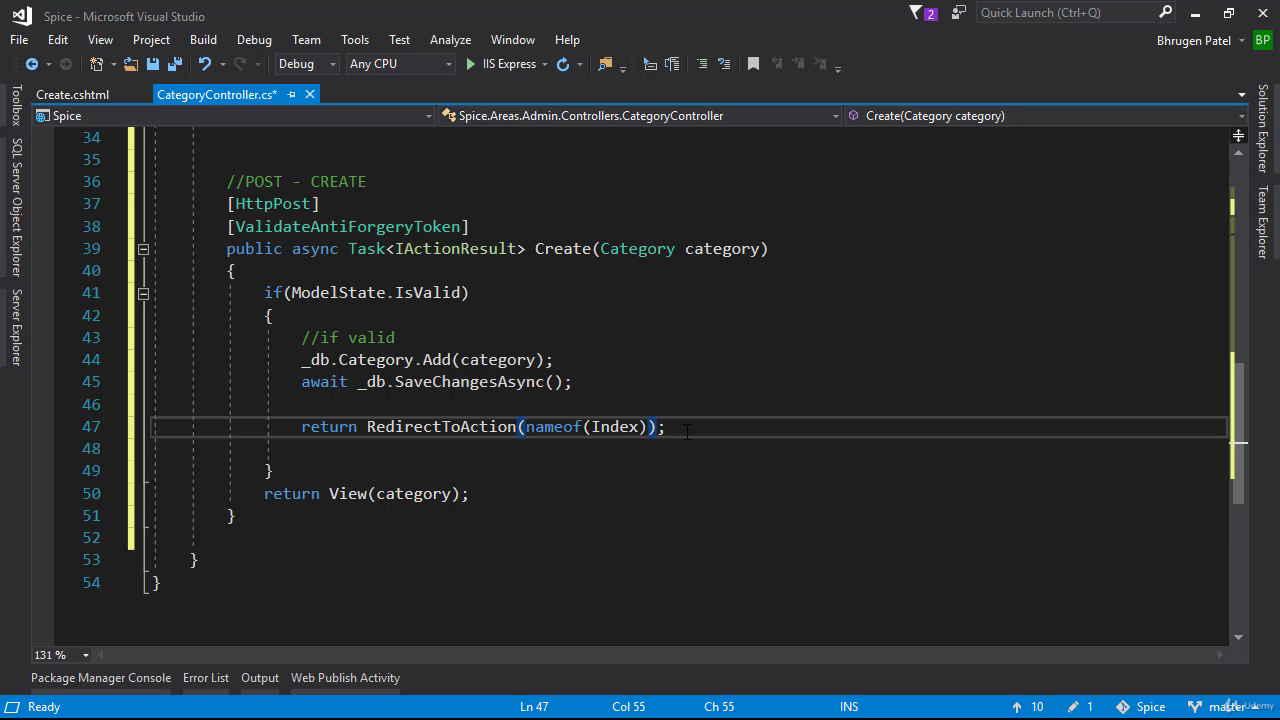 Spice - Microsoft Visual Studio
2
Quick Launch (Ctrl+Q)
File Edit View Project Build Debug Team Tools Test Analyze Window Help
Bhrugen Patel BP
Debug Any CPU IIS Express
Create.cshtml CategoryController.cs*
Spice Spice.Areas.Admin.Controllers.CategoryController Create(Category category)
Toolbox
SQL Server Object Explorer
Server Explorer
Solution Explorer
Team Explorer
34
35
36 //POST - CREATE
37 [HttpPost]
38 [ValidateAntiForgeryToken]
39 public async Task<IActionResult> Create(Category category)
40 {
41 if(ModelState.IsValid)
42 {
43 //if valid
44 _db.Category.Add(category);
45 await _db.SaveChangesAsync();
46
47 return RedirectToAction(nameof(Index));
48
49 }
50 return View(category);
51 }
52
53 }
54 }
131 %
Package Manager Console Error List Output Web Publish Activity
Ready Ln 47 Col 55 Ch 55 INS 10 1 Spice master
Udemy